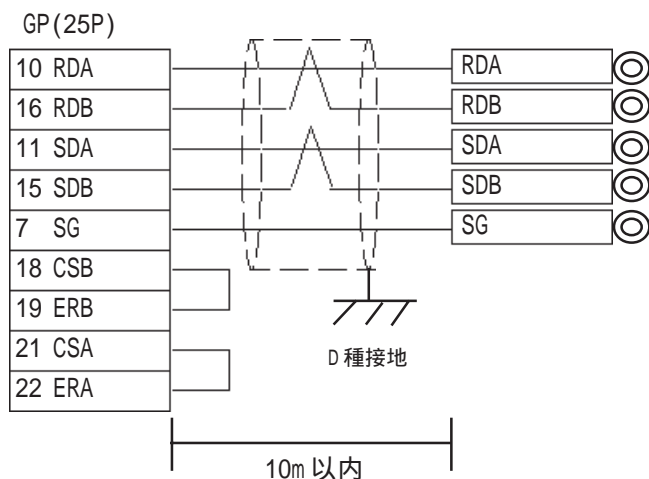 GP(25P)
10 RDA
RDA
16 RDB
RDB
11 SDA
SDA
15 SDB
SDB
7 SG
SG
18 CSB
19 ERB
21 CSA
22 ERA
D種接地
10m 以内